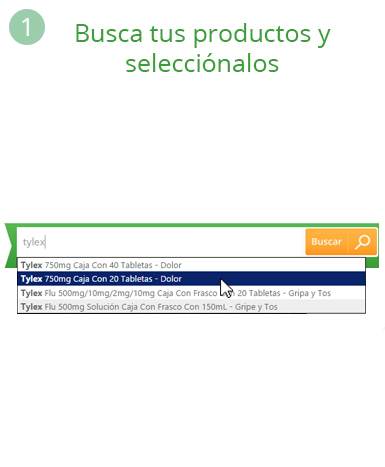 1
Busca tus productos y
selecciónalos
tylex
Buscar
Tylex 750mg Caja Con 40 Tabletas - Dolor
Tylex 750mg Caja Con 20 Tabletas - Dolor
Tylex Flu 500mg/10mg/2mg/10mg Caja Con Frasco Con 20 Tabletas - Gripa y Tos
Tylex Flu 500mg Solución Caja Con Frasco Con 150mL - Gripe y Tos